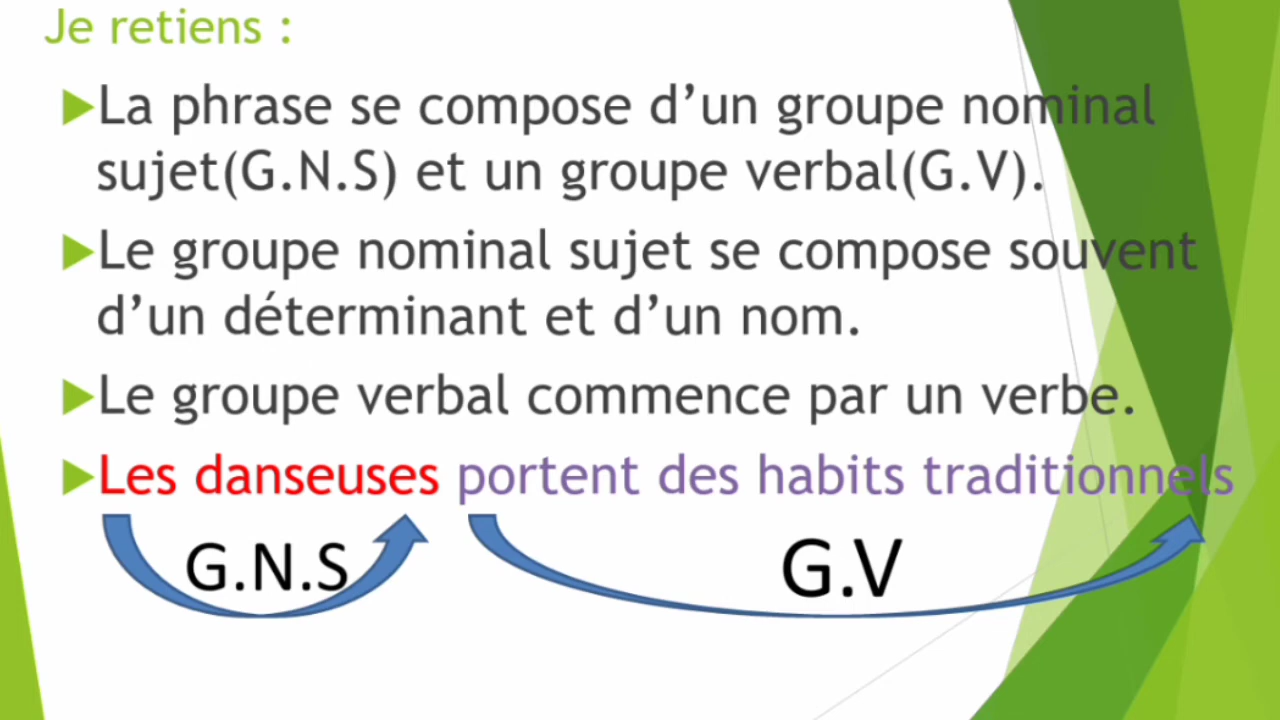 Je retiens :
La phrase se compose d’un groupe nominal
sujet(G.N.S) et un groupe verbal(G.V).
Le groupe nominal sujet se compose souvent
d’un déterminant et d’un nom.
Le groupe verbal commence par un verbe.
Les danseuses portent des habits traditionnels
G.N.S G.V